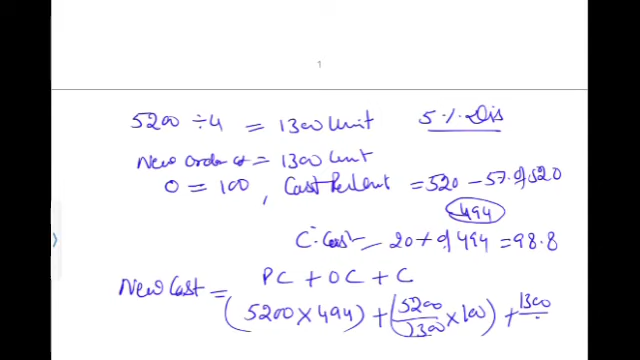 1
5200 ÷ 4 = 1300 Unit 5 % Dis
New Order = 1300 Unit
O = 100, Cost Per Unit = 520 - 5% of 520
494
C. Cost - 20 % of 494 = 98.8
New Cost = PC + OC + C
(5200 × 494) + (5200/1300 × 100) + 1300/